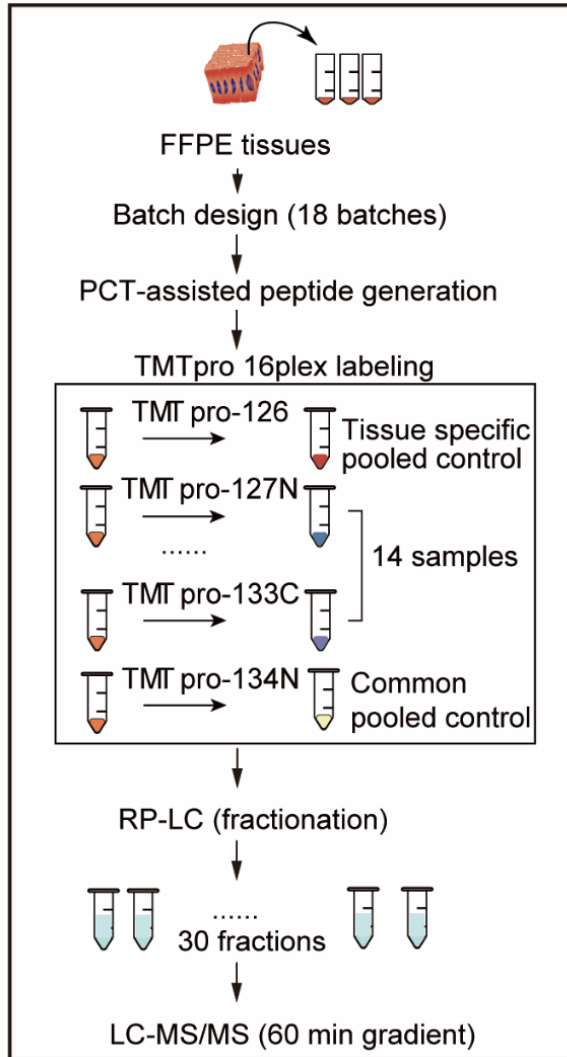 FFPE tissues
Batch design (18 batches)
PCT-assisted peptide generation
TMTpro 16plex labeling
TMT pro-126
Tissue specific
pooled control
TMT pro-127N
......
14 samples
TMT pro-133C
TMT pro-134N
Common
pooled control
RP-LC (fractionation)
......
30 fractions
LC-MS/MS (60 min gradient)